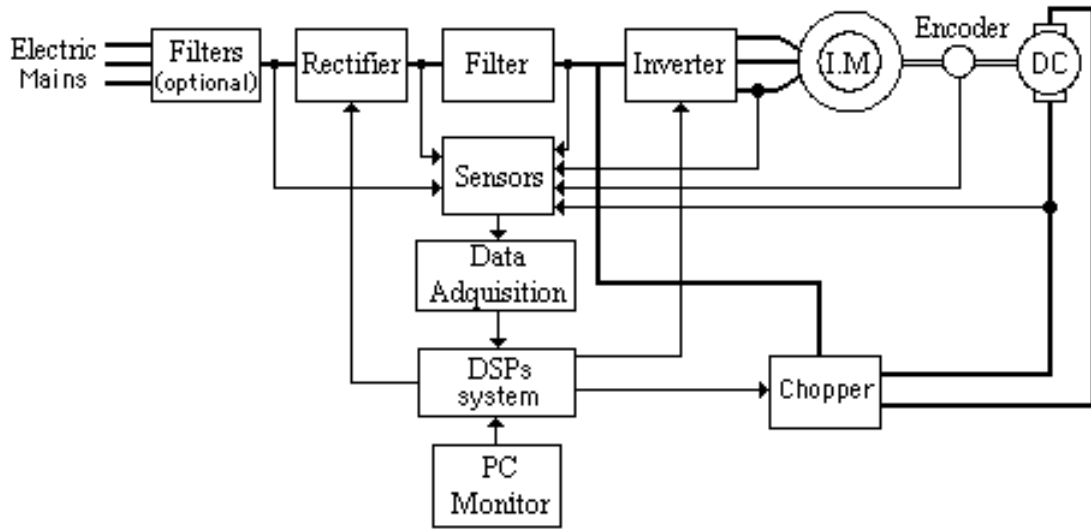 Electric
Mains
Filters
(optional)
Rectifier
Filter
Inverter
I.M
Encoder
DC
Sensors
Data
Adquisition
DSPs
system
Chopper
PC
Monitor